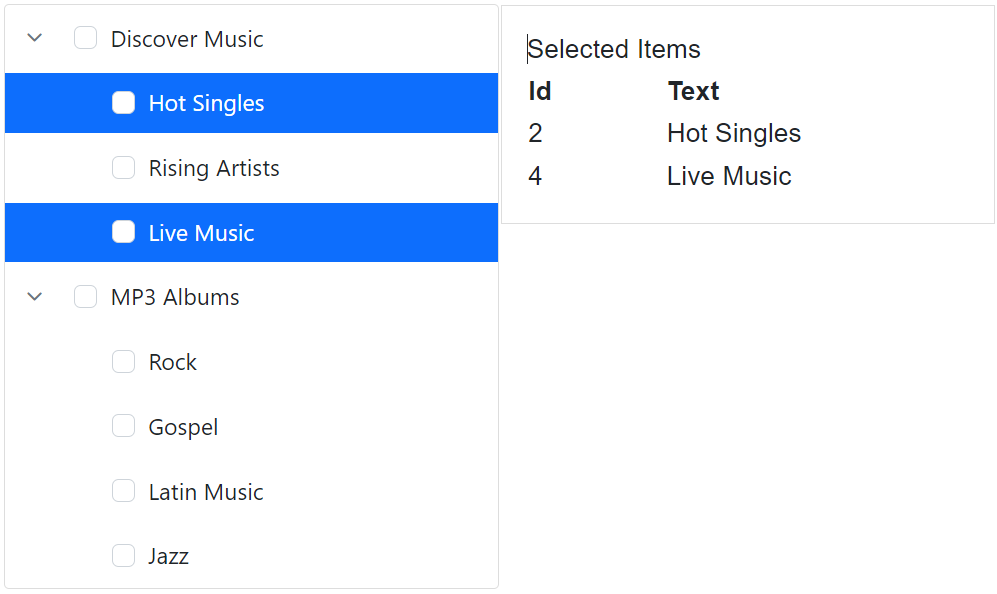 Discover Music
Hot Singles
Rising Artists
Live Music
MP3 Albums
Rock
Gospel
Latin Music
Jazz
Selected Items
Id Text
2 Hot Singles
4 Live Music